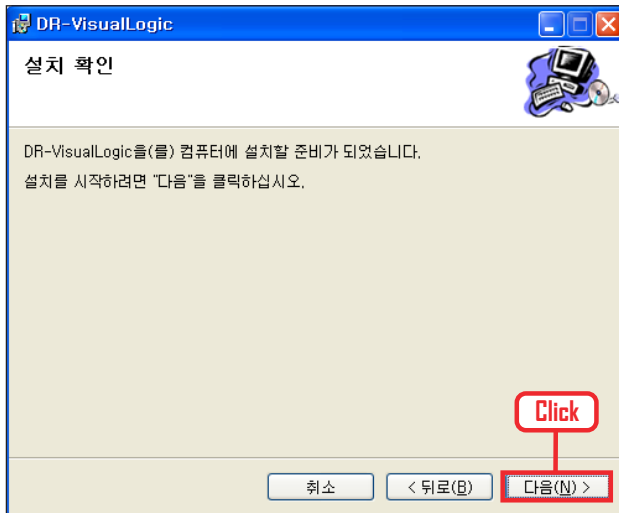 DR-VisualLogic
설치 확인
DR-VisualLogic을(를) 컴퓨터에 설치할 준비가 되었습니다.
설치를 시작하려면 "다음"을 클릭하십시오.
Click
취소 < 뒤로(B) 다음(N) >